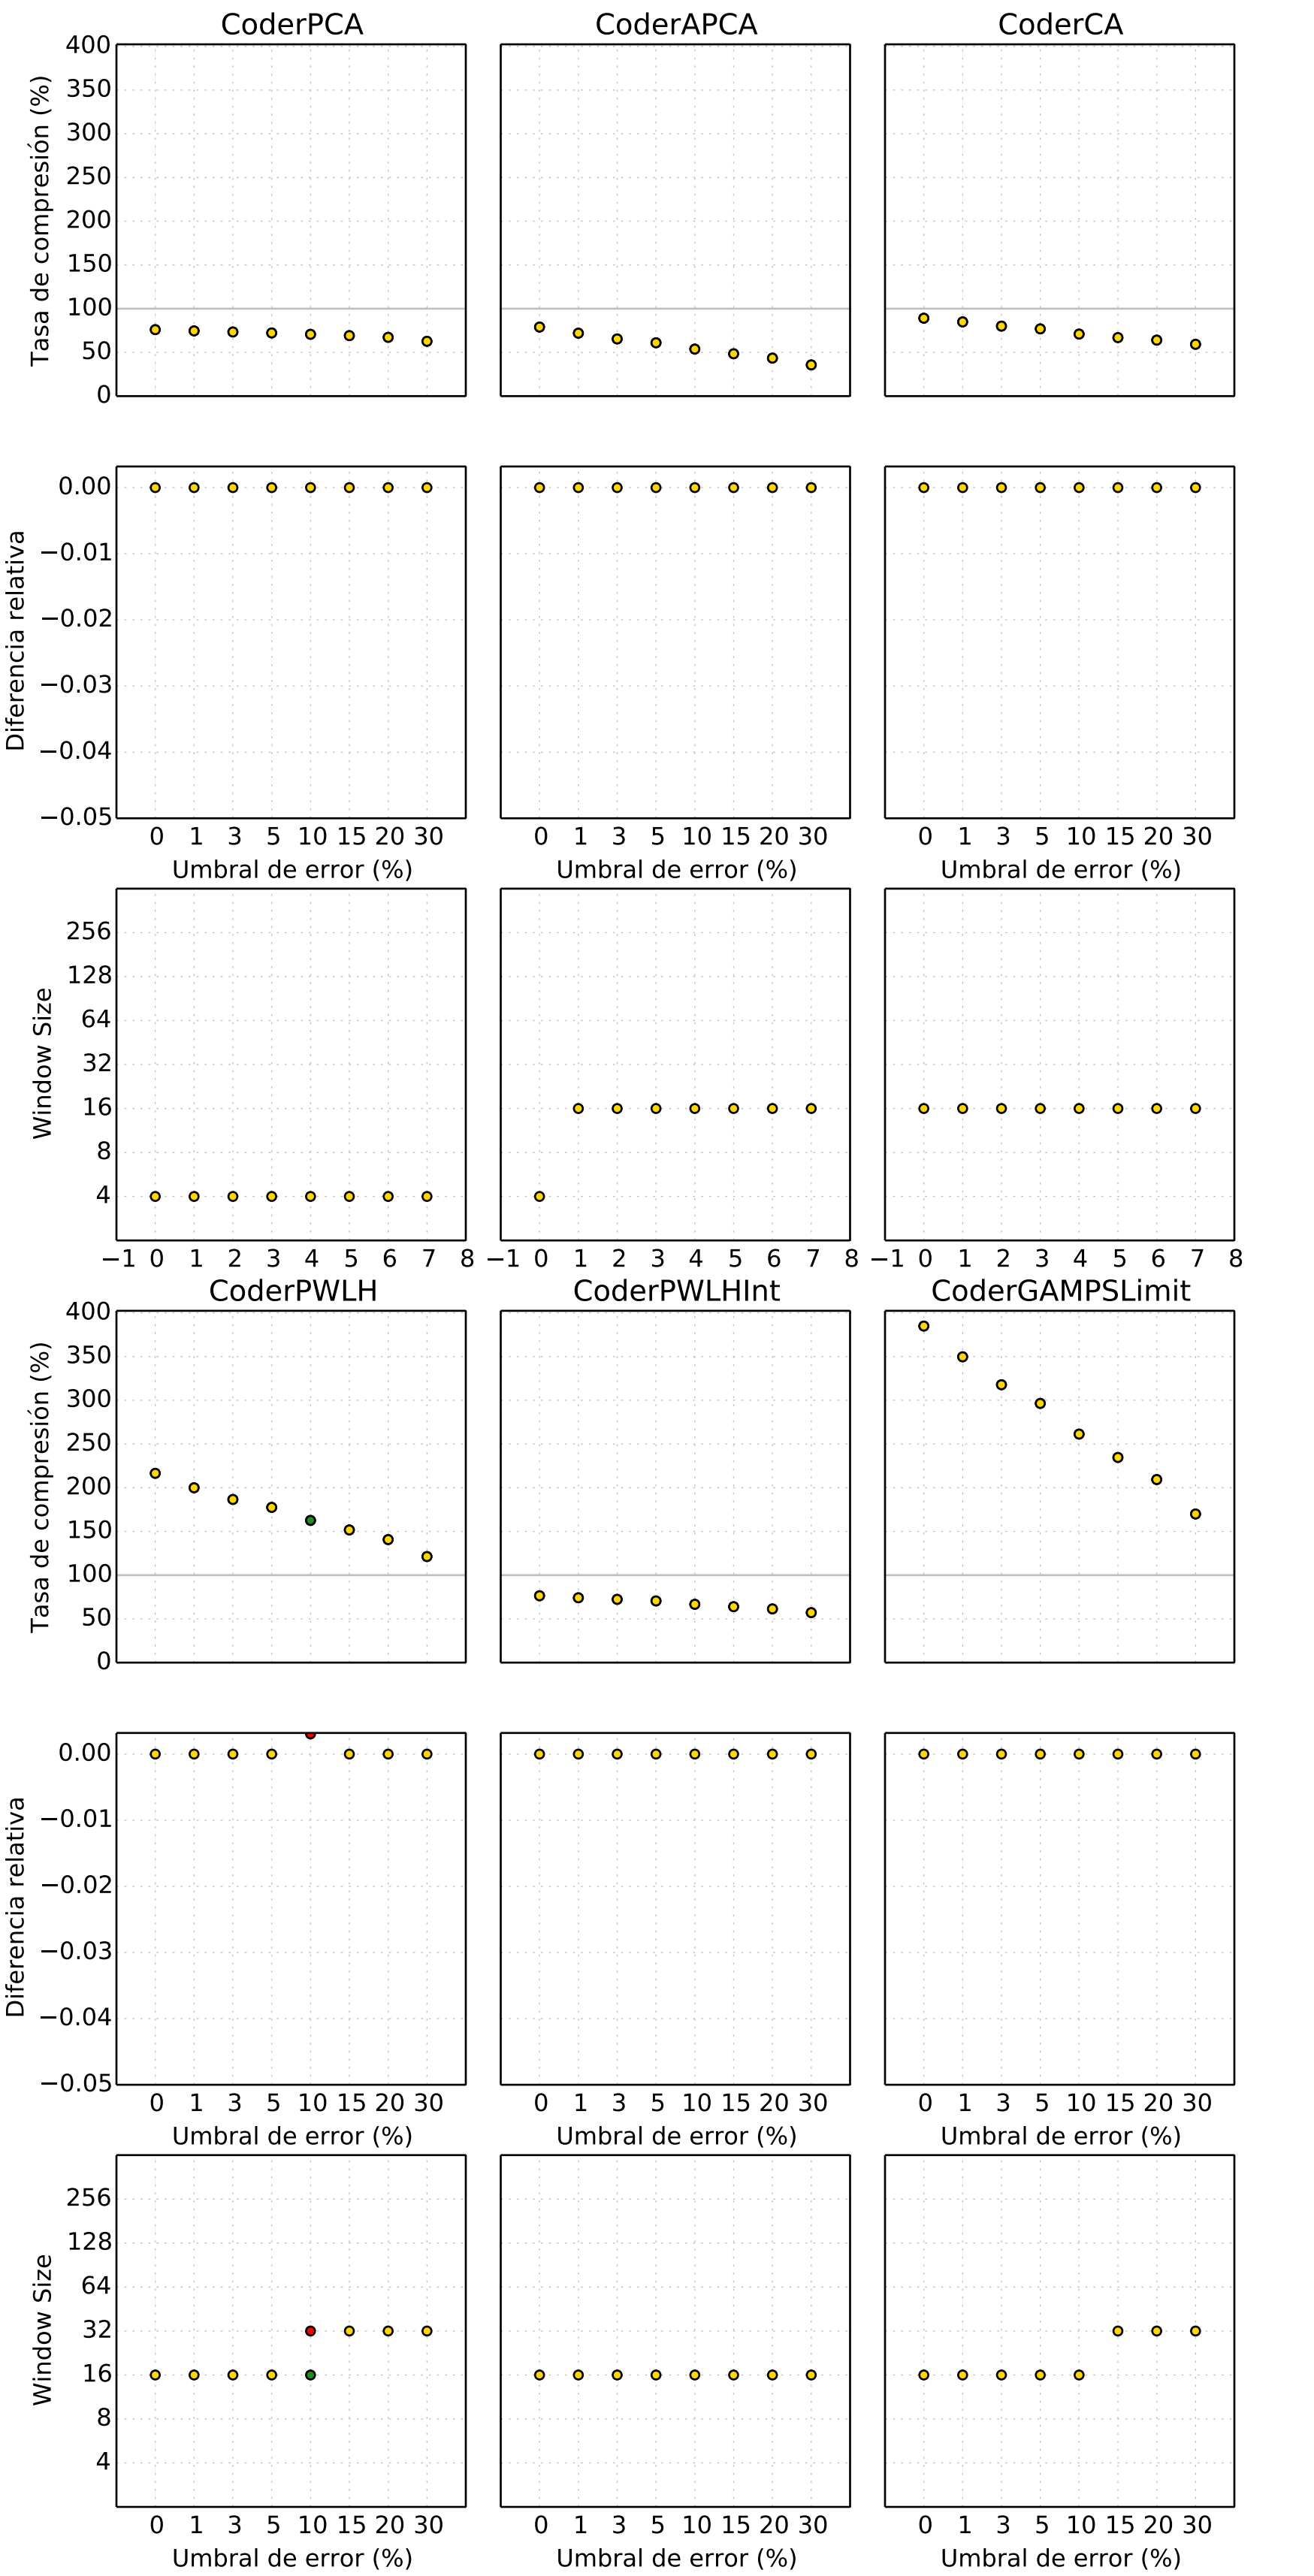 CoderPCA CoderAPCA CoderCA
Tasa de compresión (%)
400
350
300
250
200
150
100
50
0
Diferencia relativa
0.00
−0.01
−0.02
−0.03
−0.04
−0.05
0 1 3 5 10 15 20 30 0 1 3 5 10 15 20 30 0 1 3 5 10 15 20 30
Umbral de error (%) Umbral de error (%) Umbral de error (%)
Window Size
256
128
64
32
16
8
4
−1 0 1 2 3 4 5 6 7 8 −1 0 1 2 3 4 5 6 7 8 −1 0 1 2 3 4 5 6 7 8
CoderPWLH CoderPWLHInt CoderGAMPSLimit
Tasa de compresión (%)
400
350
300
250
200
150
100
50
0
Diferencia relativa
0.00
−0.01
−0.02
−0.03
−0.04
−0.05
0 1 3 5 10 15 20 30 0 1 3 5 10 15 20 30 0 1 3 5 10 15 20 30
Umbral de error (%) Umbral de error (%) Umbral de error (%)
Window Size
256
128
64
32
16
8
4
0 1 3 5 10 15 20 30 0 1 3 5 10 15 20 30 0 1 3 5 10 15 20 30
Umbral de error (%) Umbral de error (%) Umbral de error (%)